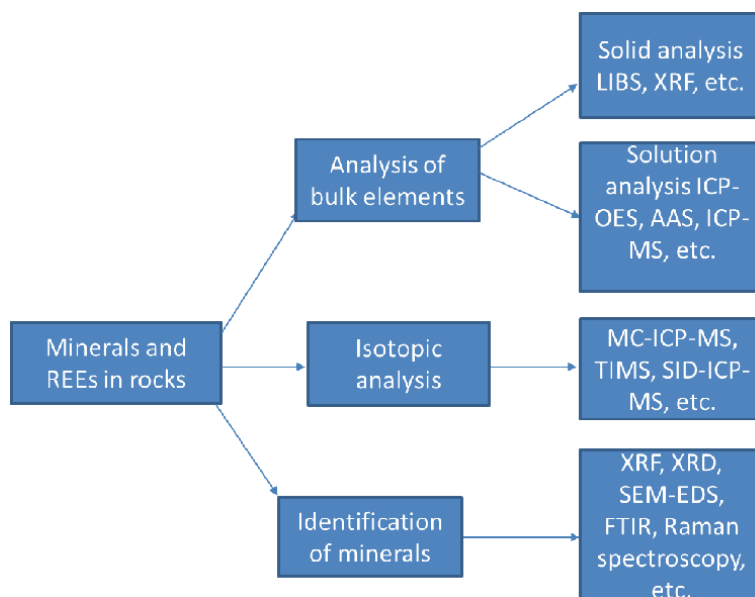 Solid analysis
LIBS, XRF, etc.
Analysis of
bulk elements
Solution
analysis ICP-
OES, AAS, ICP-
MS, etc.
Minerals and
REEs in rocks
Isotopic
analysis
MC-ICP-MS,
TIMS, SID-ICP-
MS, etc.
Identification
of minerals
XRF, XRD,
SEM-EDS,
FTIR, Raman
spectroscopy,
etc.